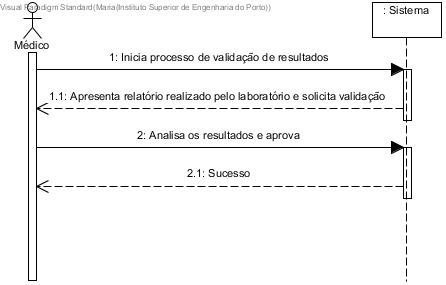 Visual Paradigm Standard(Maria(Instituto Superior de Engenharia do Porto))
: Sistema
Médico
1: Inicia processo de validação de resultados
1.1: Apresenta relatório realizado pelo laboratório e solicita validação
2: Analisa os resultados e aprova
2.1: Sucesso